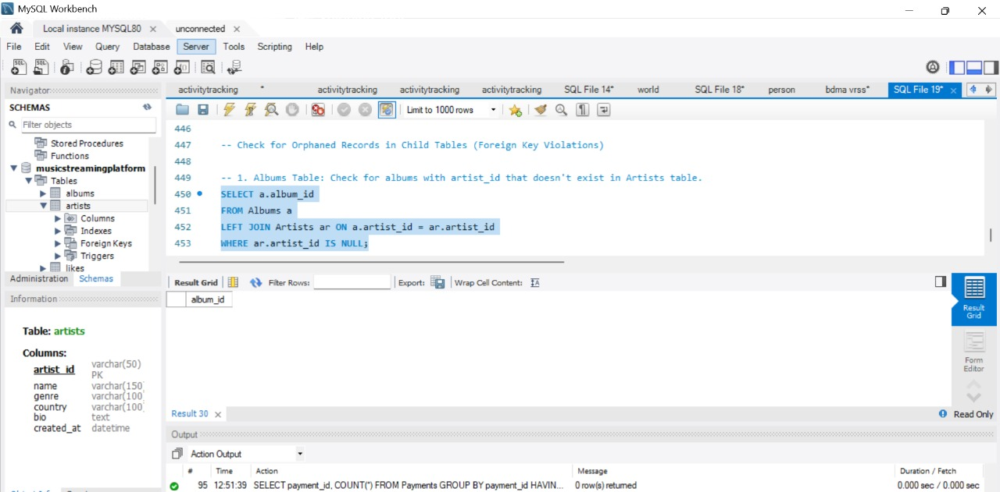 MySQL Workbench
Local instance MYSQL80 ×
unconnected ×
File Edit View Query Database Server Tools Scripting Help
Navigator
SCHEMAS
Filter objects
Stored Procedures
Functions
musicstreamingplatform
Tables
albums
artists
Columns
Indexes
Foreign Keys
Triggers
likes
Administration Schemas
Information
Table: artists
Columns:
artist_id varchar(50) PK
name varchar(150)
genre varchar(100)
country varchar(100)
bio text
created_at datetime
activitytracking * activitytracking activitytracking activitytracking SQL File 14* world SQL File 18* person bdma vrss* SQL File 19* ×
Limit to 1000 rows
446
447 -- Check for Orphaned Records in Child Tables (Foreign Key Violations)
448
449 -- 1. Albums Table: Check for albums with artist_id that doesn't exist in Artists table.
450 SELECT a.album_id
451 FROM Albums a
452 LEFT JOIN Artists ar ON a.artist_id = ar.artist_id
453 WHERE ar.artist_id IS NULL;
Result Grid Filter Rows: Export: Wrap Cell Content:
album_id
Result Grid
Form Editor
Result 30 ×
Read Only
Output
Action Output
# Time Action Message Duration / Fetch
95 12:51:39 SELECT payment_id, COUNT(*) FROM Payments GROUP BY payment_id HAVIN... 0 row(s) returned 0.000 sec / 0.000 sec